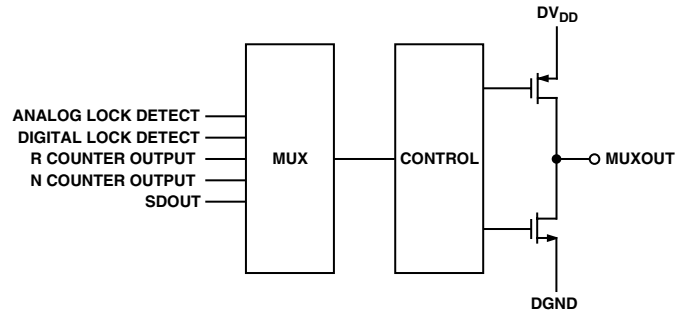 DVDD
ANALOG LOCK DETECT
DIGITAL LOCK DETECT
R COUNTER OUTPUT
N COUNTER OUTPUT
SDOUT
MUX
CONTROL
MUXOUT
DGND